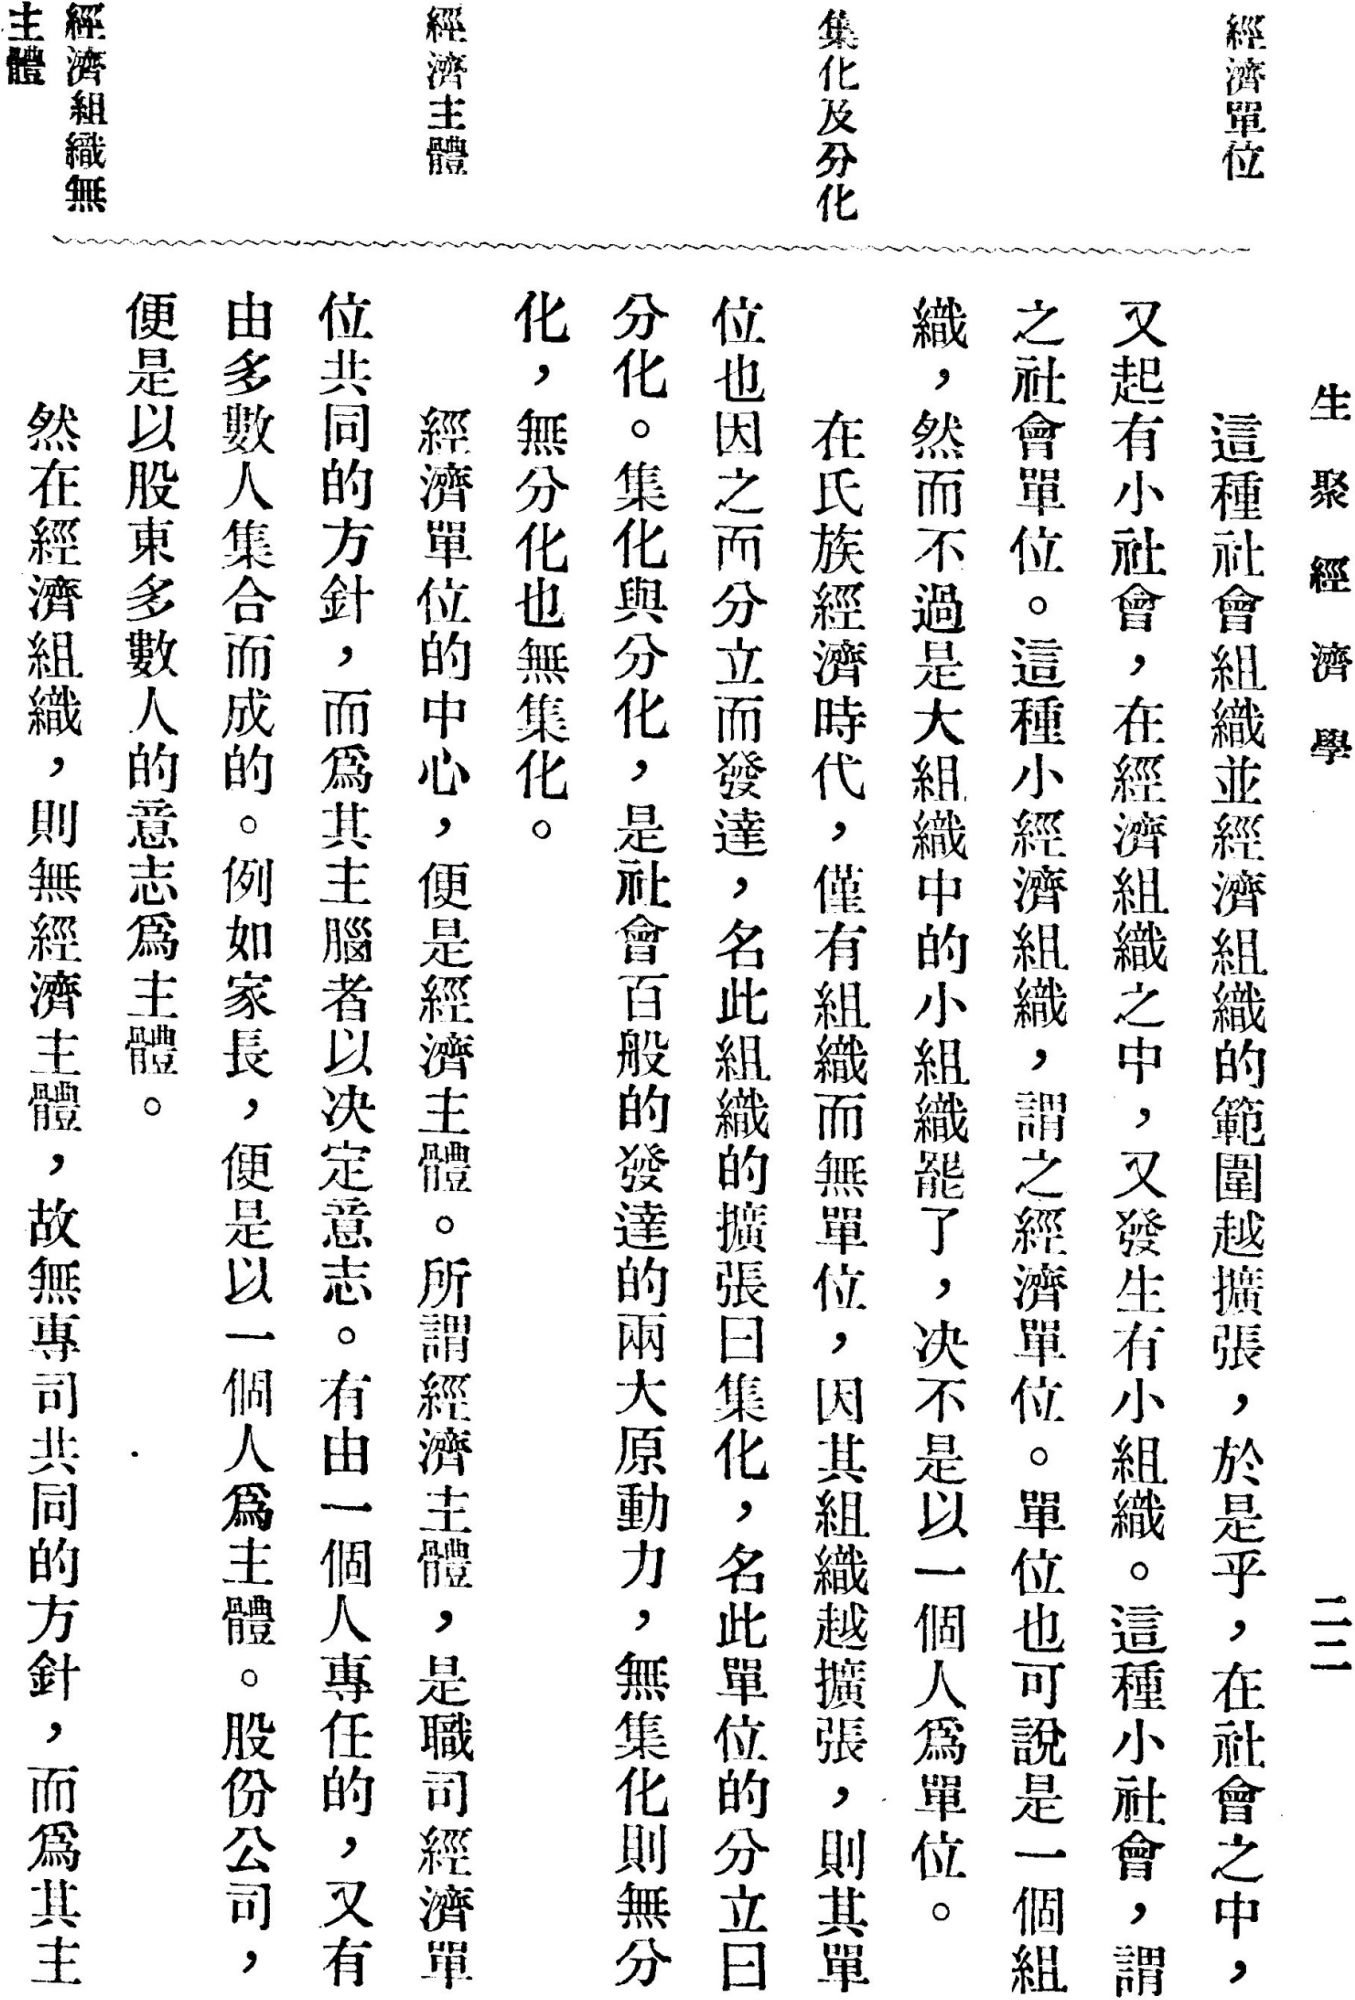 生聚經濟學
二二
經濟單位
集化及分化
經濟主體
經濟組織無
主體
這種社會組織並經濟組織的範圍越擴張，於是乎，在社會之中，
又起有小社會，在經濟組織之中，又發生有小組織。這種小社會，謂
之社會單位。這種小經濟組織，謂之經濟單位。單位也可說是一個組
織，然而不過是大組織中的小組織罷了，决不是以一個人爲單位。
在氏族經濟時代，僅有組織而無單位，因其組織越擴張，則其單
位也因之而分立而發達，名此組織的擴張曰集化，名此單位的分立曰
分化。集化與分化，是社會百般的發達的兩大原動力，無集化則無分
化，無分化也無集化。
經濟單位的中心，便是經濟主體。所謂經濟主體，是職司經濟單
位共同的方針，而爲其主腦者以决定意志。有由一個人專任的，又有
由多數人集合而成的。例如家長，便是以一個人爲主體。股份公司，
便是以股東多數人的意志爲主體。
然在經濟組織，則無經濟主體，故無專司共同的方針，而爲其主